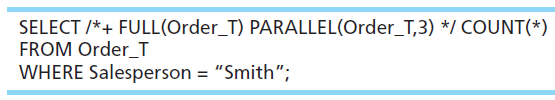 SELECT /*+ FULL(Order_T) PARALLEL(Order_T,3) */ COUNT(*)
FROM Order_T
WHERE Salesperson = “Smith”;